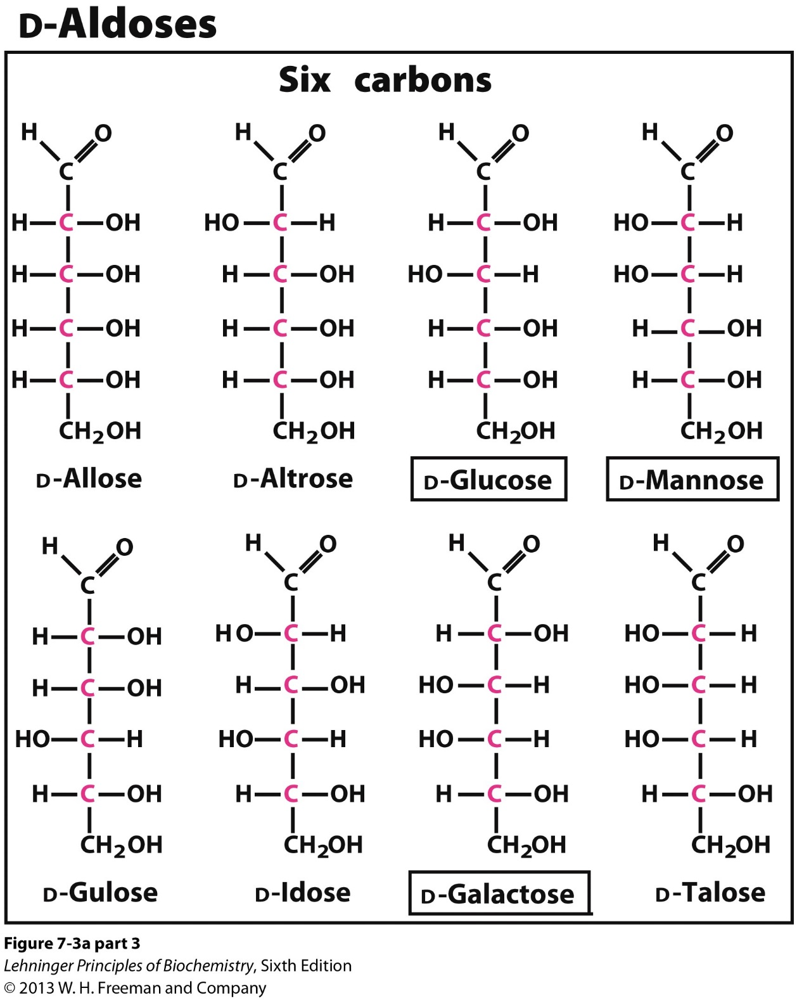 D-Aldoses
Six carbons
H O H O H O H O
C C C C
H C OH HO C H H C OH HO C H
H C OH H C OH HO C H HO C H
H C OH H C OH H C OH H C OH
H C OH H C OH H C OH H C OH
CH2OH CH2OH CH2OH CH2OH
D-Allose D-Altrose D-Glucose D-Mannose
H O H O H O H O
C C C C
H C OH HO C H H C OH HO C H
H C OH H C OH HO C H HO C H
HO C H HO C H HO C H HO C H
H C OH H C OH H C OH H C OH
CH2OH CH2OH CH2OH CH2OH
D-Gulose D-Idose D-Galactose D-Talose
Figure 7-3a part 3
Lehninger Principles of Biochemistry, Sixth Edition
© 2013 W. H. Freeman and Company